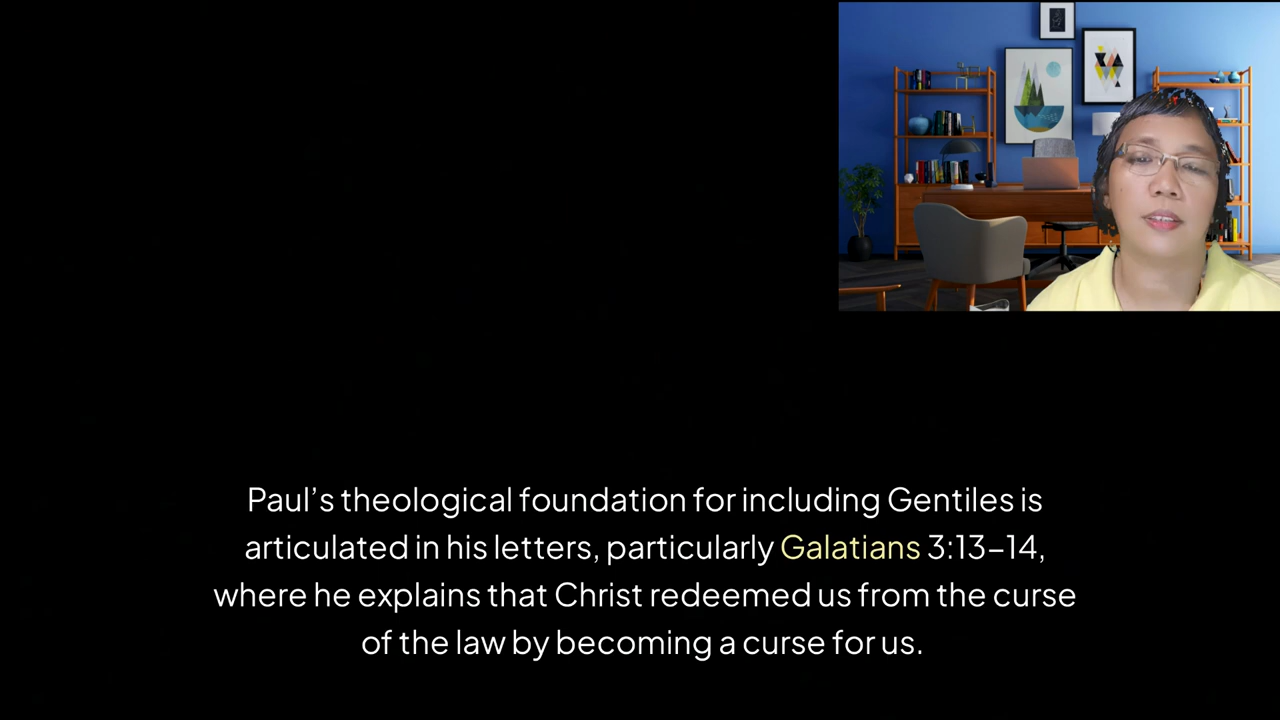 Paul’s theological foundation for including Gentiles is
articulated in his letters, particularly Galatians 3:13–14,
where he explains that Christ redeemed us from the curse
of the law by becoming a curse for us.